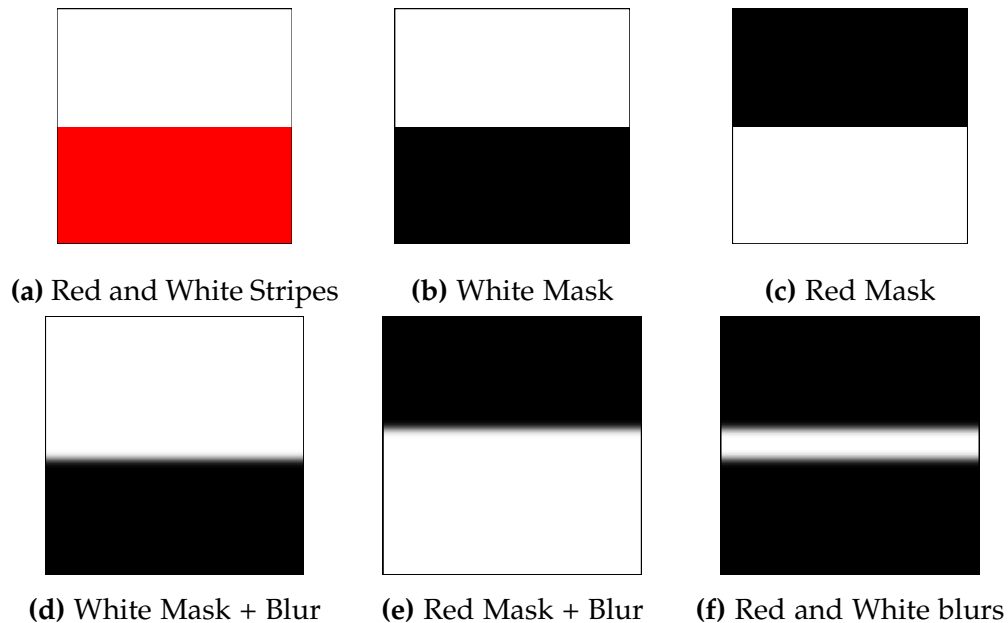 (a) Red and White Stripes
(b) White Mask
(c) Red Mask
(d) White Mask + Blur
(e) Red Mask + Blur
(f) Red and White blurs